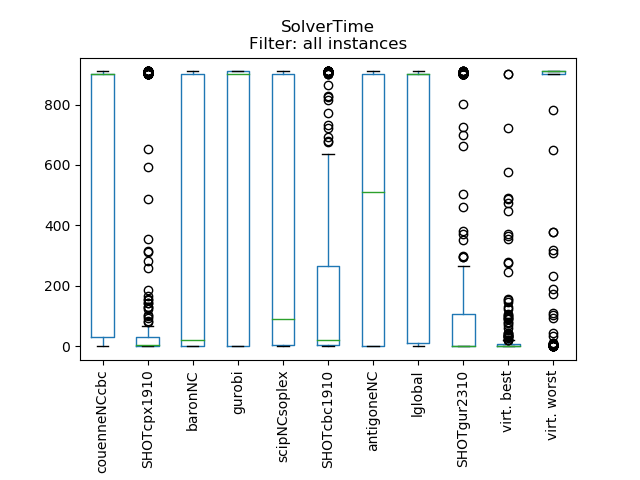 SolverTime
Filter: all instances
800
600
400
200
0
couenneNCcbc
SHOTcpx1910
baronNC
gurobi
scipNCsoplex
SHOTcbc1910
antigoneNC
lglobal
SHOTgur2310
virt. best
virt. worst